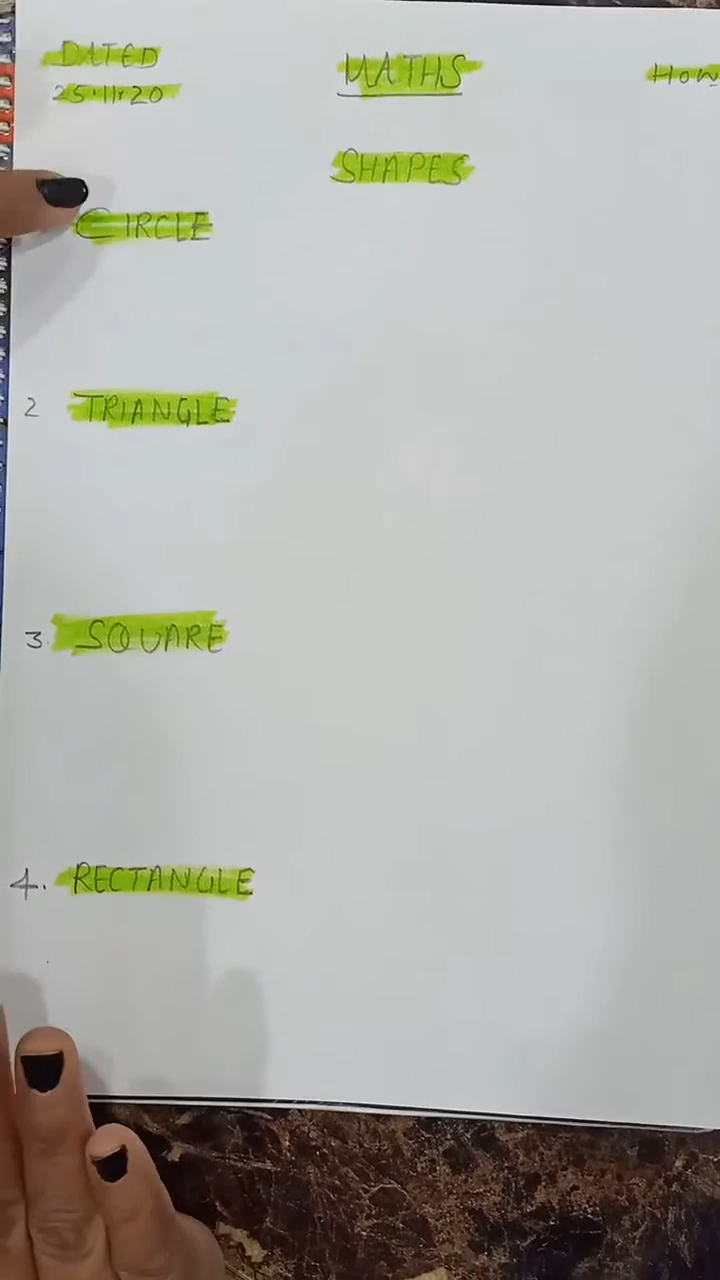 DATED MATHS HOW
25.11.20
SHAPES
CIRCLE
2 TRIANGLE
3. SQUARE
4. RECTANGLE